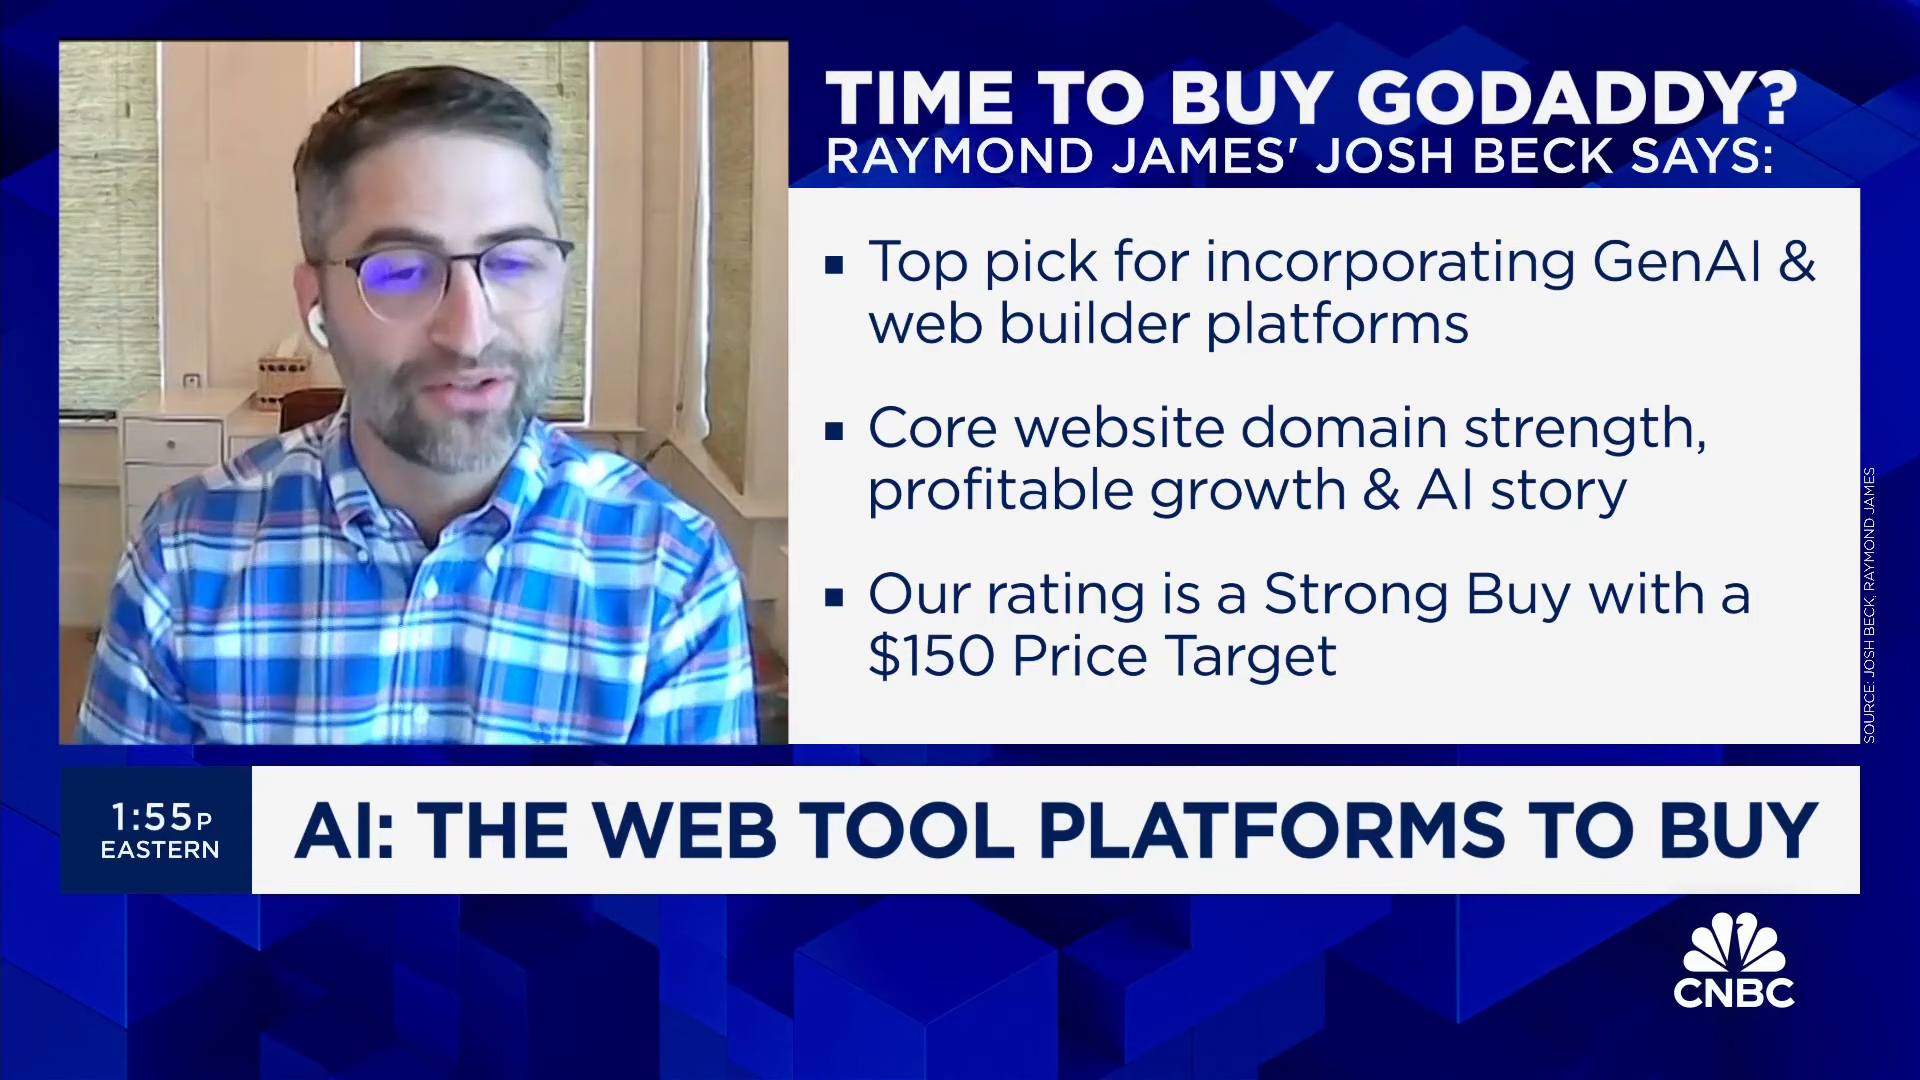 TIME TO BUY GODADDY?
RAYMOND JAMES' JOSH BECK SAYS:
▪ Top pick for incorporating GenAI &
web builder platforms
▪ Core website domain strength,
profitable growth & AI story
▪ Our rating is a Strong Buy with a
$150 Price Target
SOURCE: JOSH BECK, RAYMOND JAMES
1:55P
EASTERN
AI: THE WEB TOOL PLATFORMS TO BUY
CNBC